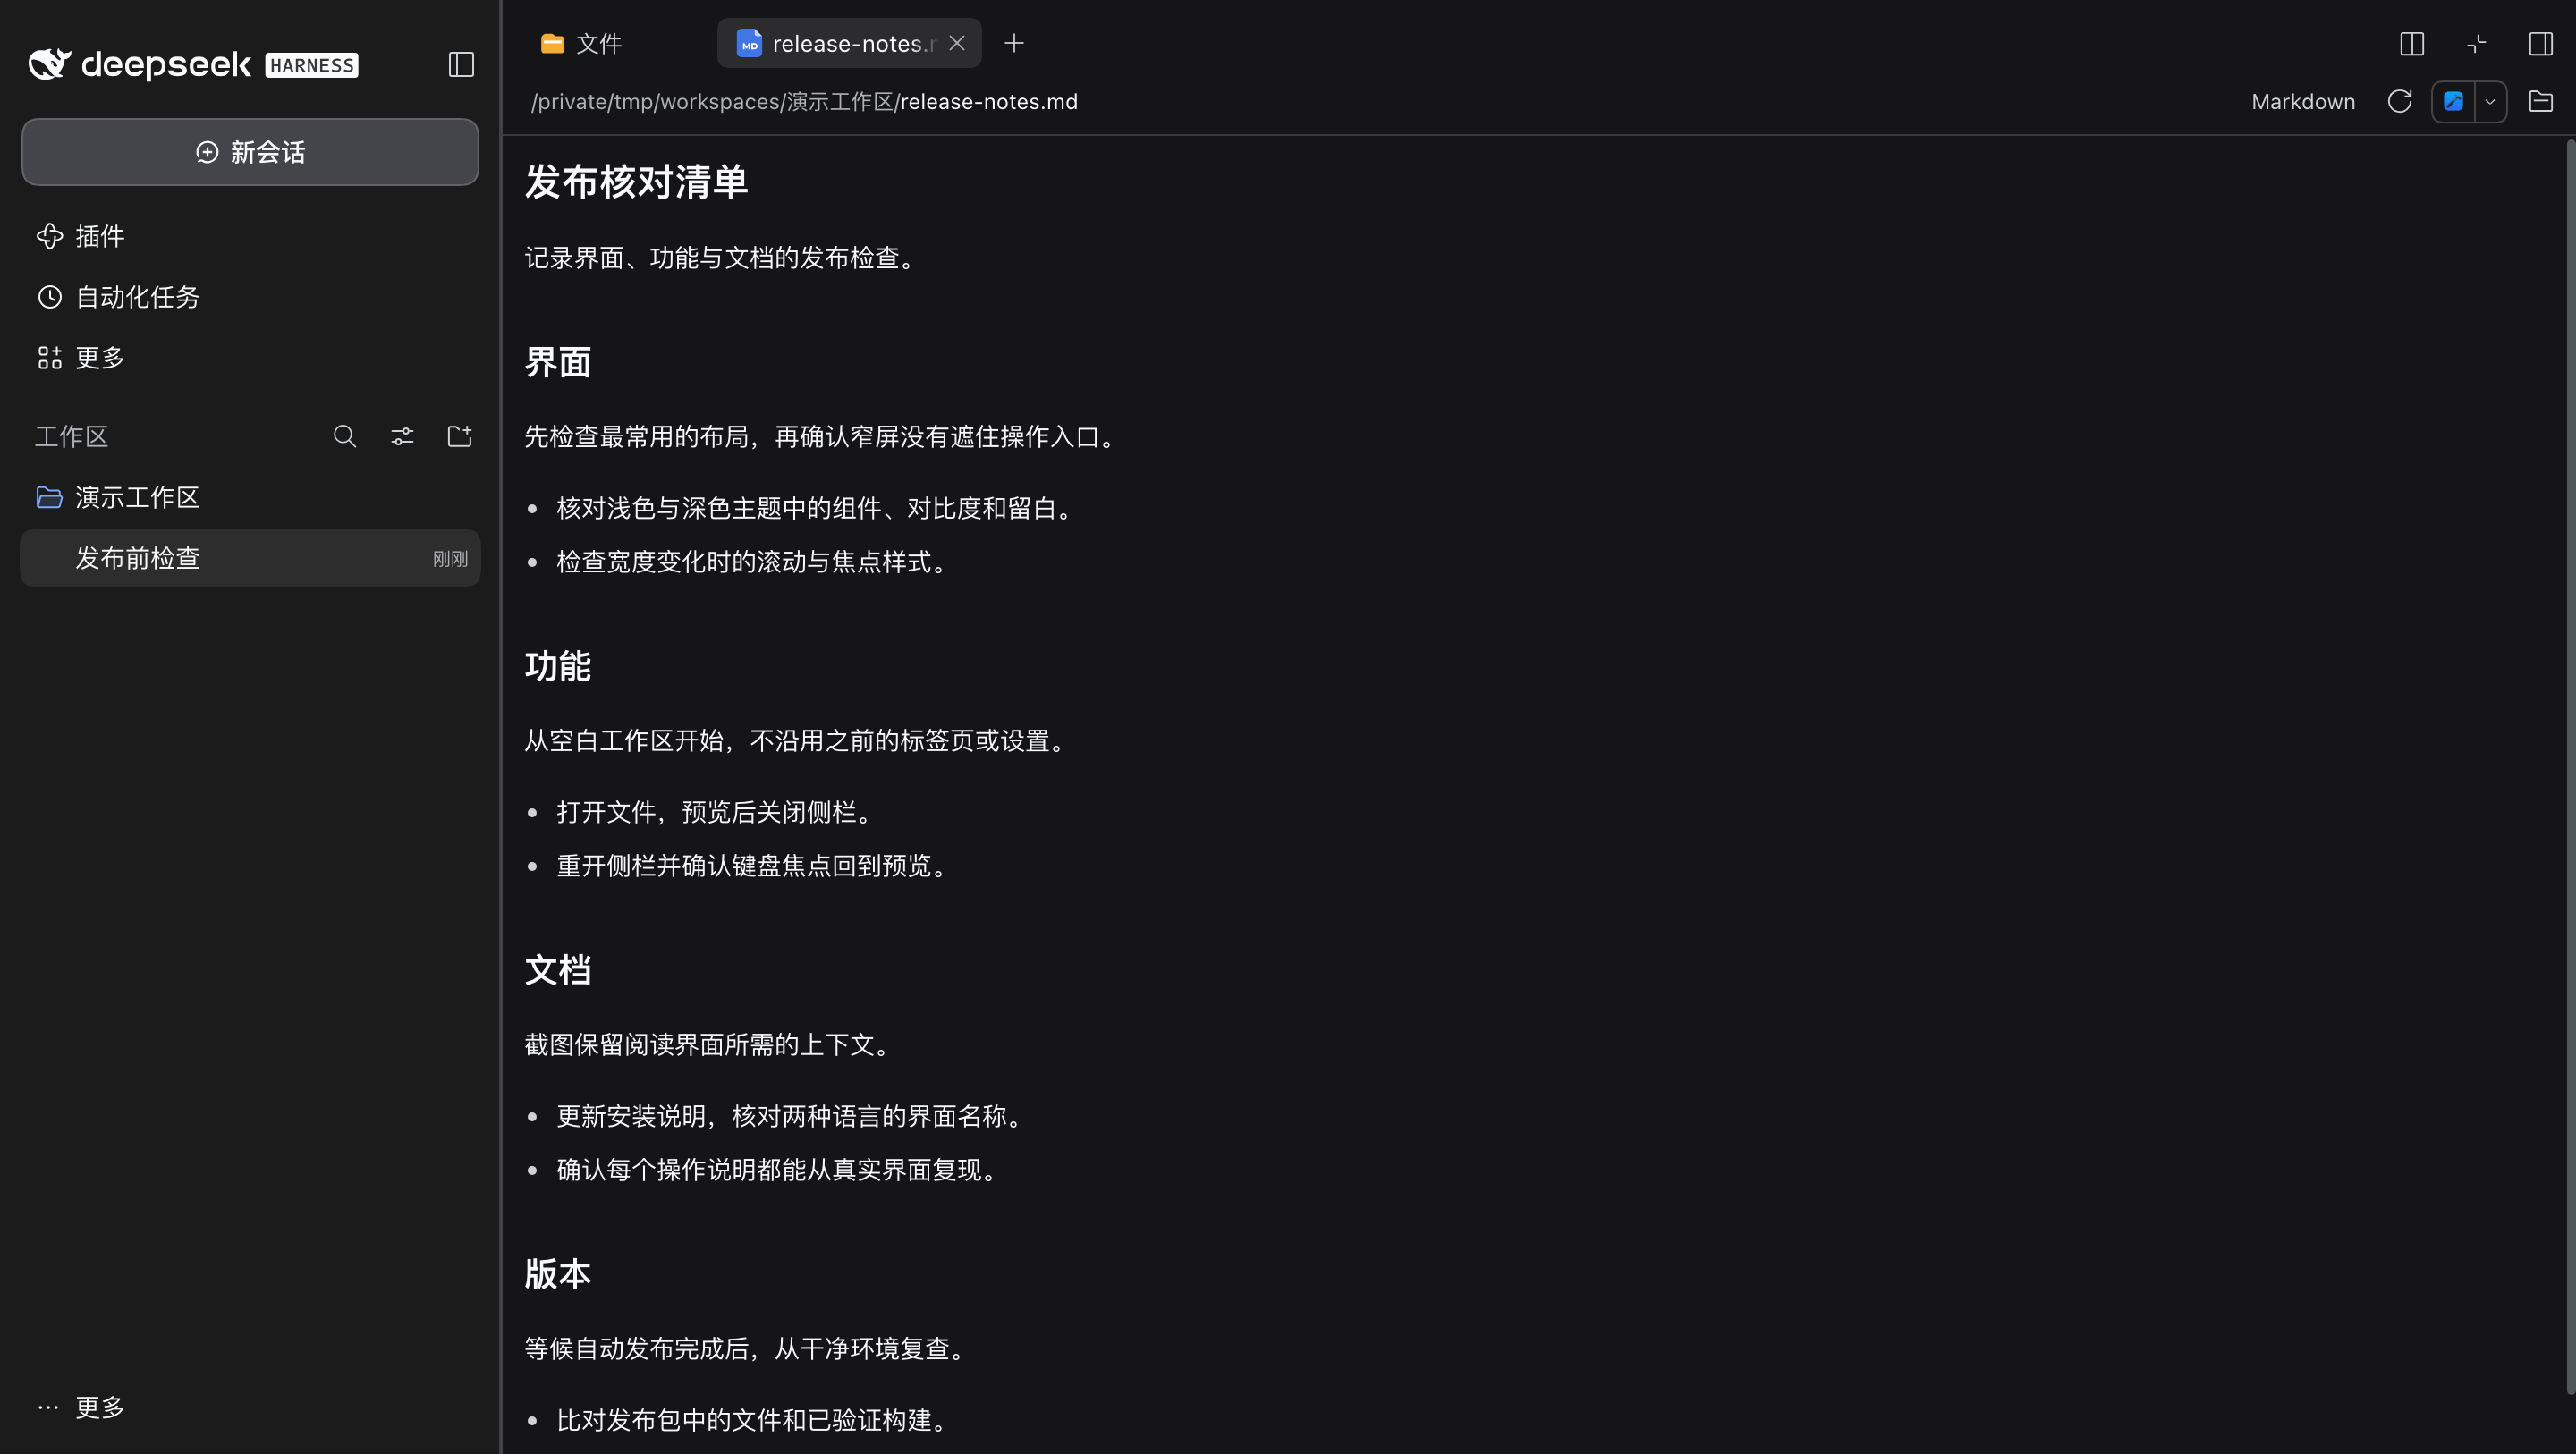 deepseek HARNESS
新会话
插件
自动化任务
更多
工作区
演示工作区
发布前检查 刚刚
更多
文件
release-notes.
/private/tmp/workspaces/演示工作区/release-notes.md
Markdown
发布核对清单
记录界面、功能与文档的发布检查。
界面
先检查最常用的布局，再确认窄屏没有遮住操作入口。
• 核对浅色与深色主题中的组件、对比度和留白。
• 检查宽度变化时的滚动与焦点样式。
功能
从空白工作区开始，不沿用之前的标签页或设置。
• 打开文件，预览后关闭侧栏。
• 重开侧栏并确认键盘焦点回到预览。
文档
截图保留阅读界面所需的上下文。
• 更新安装说明，核对两种语言的界面名称。
• 确认每个操作说明都能从真实界面复现。
版本
等候自动发布完成后，从干净环境复查。
• 比对发布包中的文件和已验证构建。